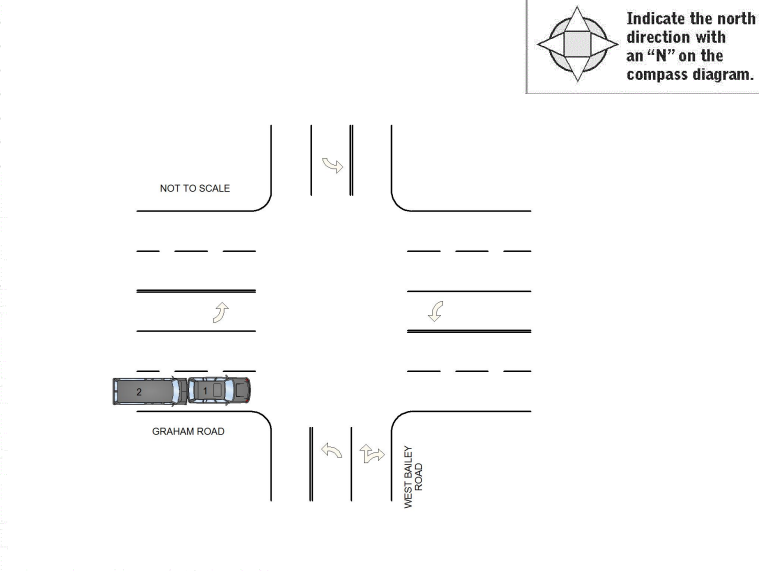 Indicate the north
direction with
an “N” on the
compass diagram.
NOT TO SCALE
2
1
GRAHAM ROAD
WEST BAILEY
ROAD